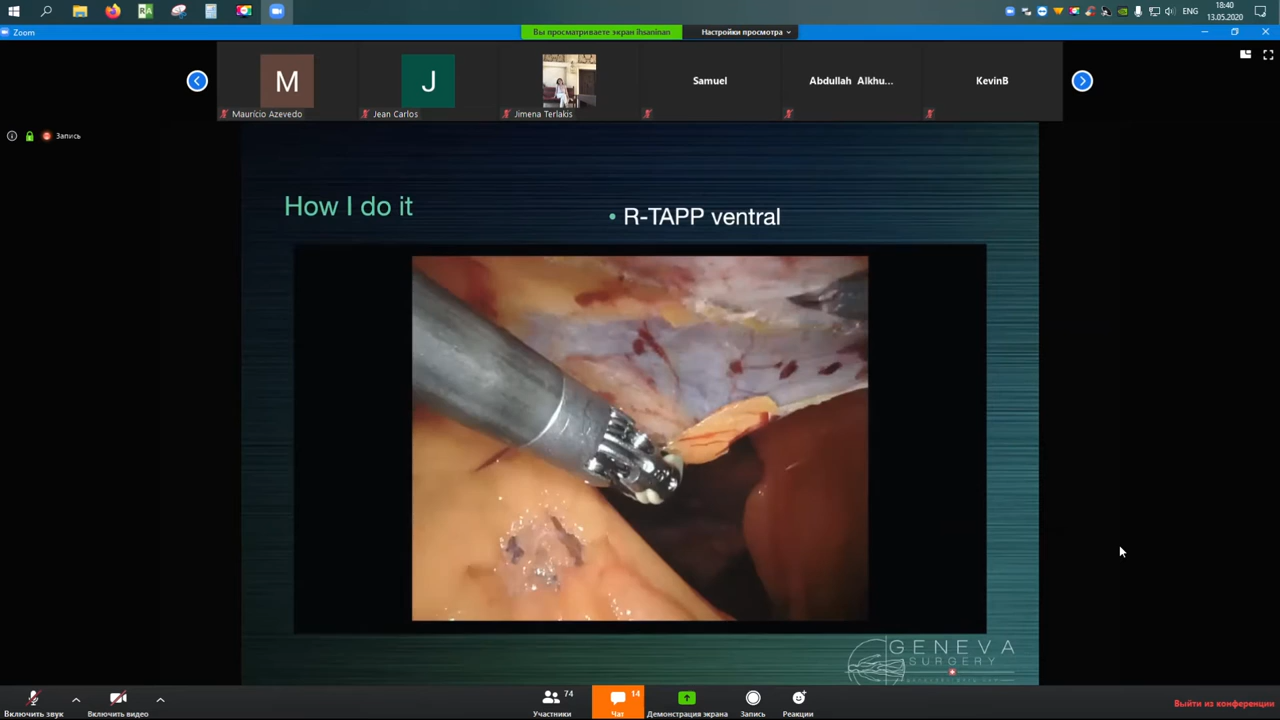 18:40
ENG
13.05.2020
Zoom
Вы просматриваете экран ihsaninan
Настройки просмотра
M
J
Samuel
Abdullah Alkhu...
KevinB
Maurício Azevedo
Jean Carlos
Jimena Terlakis
Запись
How I do it
• R-TAPP ventral
GENEVA
SURGERY
74
14
Включить звук
Включить видео
Участники
Чат
Демонстрация экрана
Запись
Реакции
Выйти из конференции